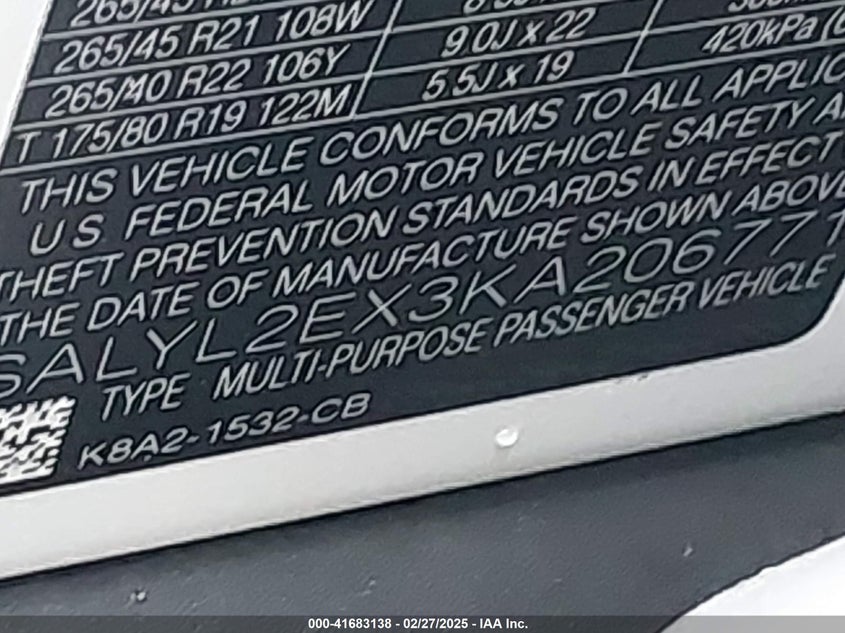 265/45 R21 108W
265/40 R22 106Y 9.0J x 22
T 175/80 R19 122M 5.5J x 19 420kPa
THIS VEHICLE CONFORMS TO ALL APPLIC
U S FEDERAL MOTOR VEHICLE SAFETY
THEFT PREVENTION STANDARDS IN EFFECT
THE DATE OF MANUFACTURE SHOWN ABOVE
SALYL2EX3KA206771
TYPE MULTI-PURPOSE PASSENGER VEHICLE
K8A2-1532-CB
000-41683138 - 02/27/2025 - IAA Inc.